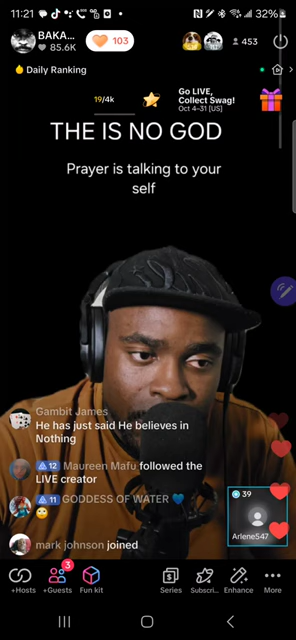 11:21
32%
BAKA...
85.6K
103
453
Daily Ranking
19/4k
Go LIVE,
Collect Swag!
Oct 4–31 [US]
THE IS NO GOD
Prayer is talking to your
self
Gambit James
He has just said He believes in
Nothing
12 Maureen Mafu followed the
LIVE creator
11 GODDESS OF WATER
39
Arlene547
mark johnson joined
3
+Hosts
+Guests
Fun kit
Series
Subscri...
Enhance
More